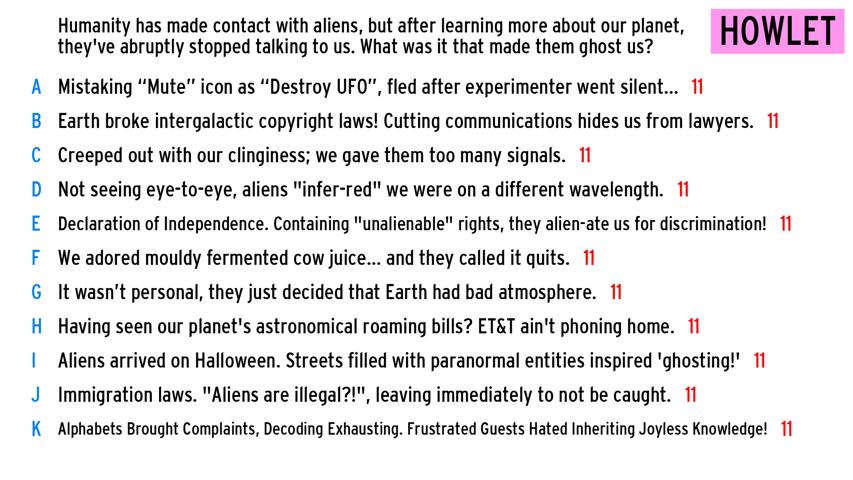 Humanity has made contact with aliens, but after learning more about our planet,
they've abruptly stopped talking to us. What was it that made them ghost us?
HOWLET
A Mistaking “Mute” icon as “Destroy UFO”, fled after experimenter went silent... 11
B Earth broke intergalactic copyright laws! Cutting communications hides us from lawyers. 11
C Creeped out with our clinginess; we gave them too many signals. 11
D Not seeing eye-to-eye, aliens "infer-red" we were on a different wavelength. 11
E Declaration of Independence. Containing "unalienable" rights, they alien-ate us for discrimination! 11
F We adored mouldy fermented cow juice... and they called it quits. 11
G It wasn’t personal, they just decided that Earth had bad atmosphere. 11
H Having seen our planet's astronomical roaming bills? ET&T ain't phoning home. 11
I Aliens arrived on Halloween. Streets filled with paranormal entities inspired 'ghosting!' 11
J Immigration laws. "Aliens are illegal?!", leaving immediately to not be caught. 11
K Alphabets Brought Complaints, Decoding Exhausting. Frustrated Guests Hated Inheriting Joyless Knowledge! 11